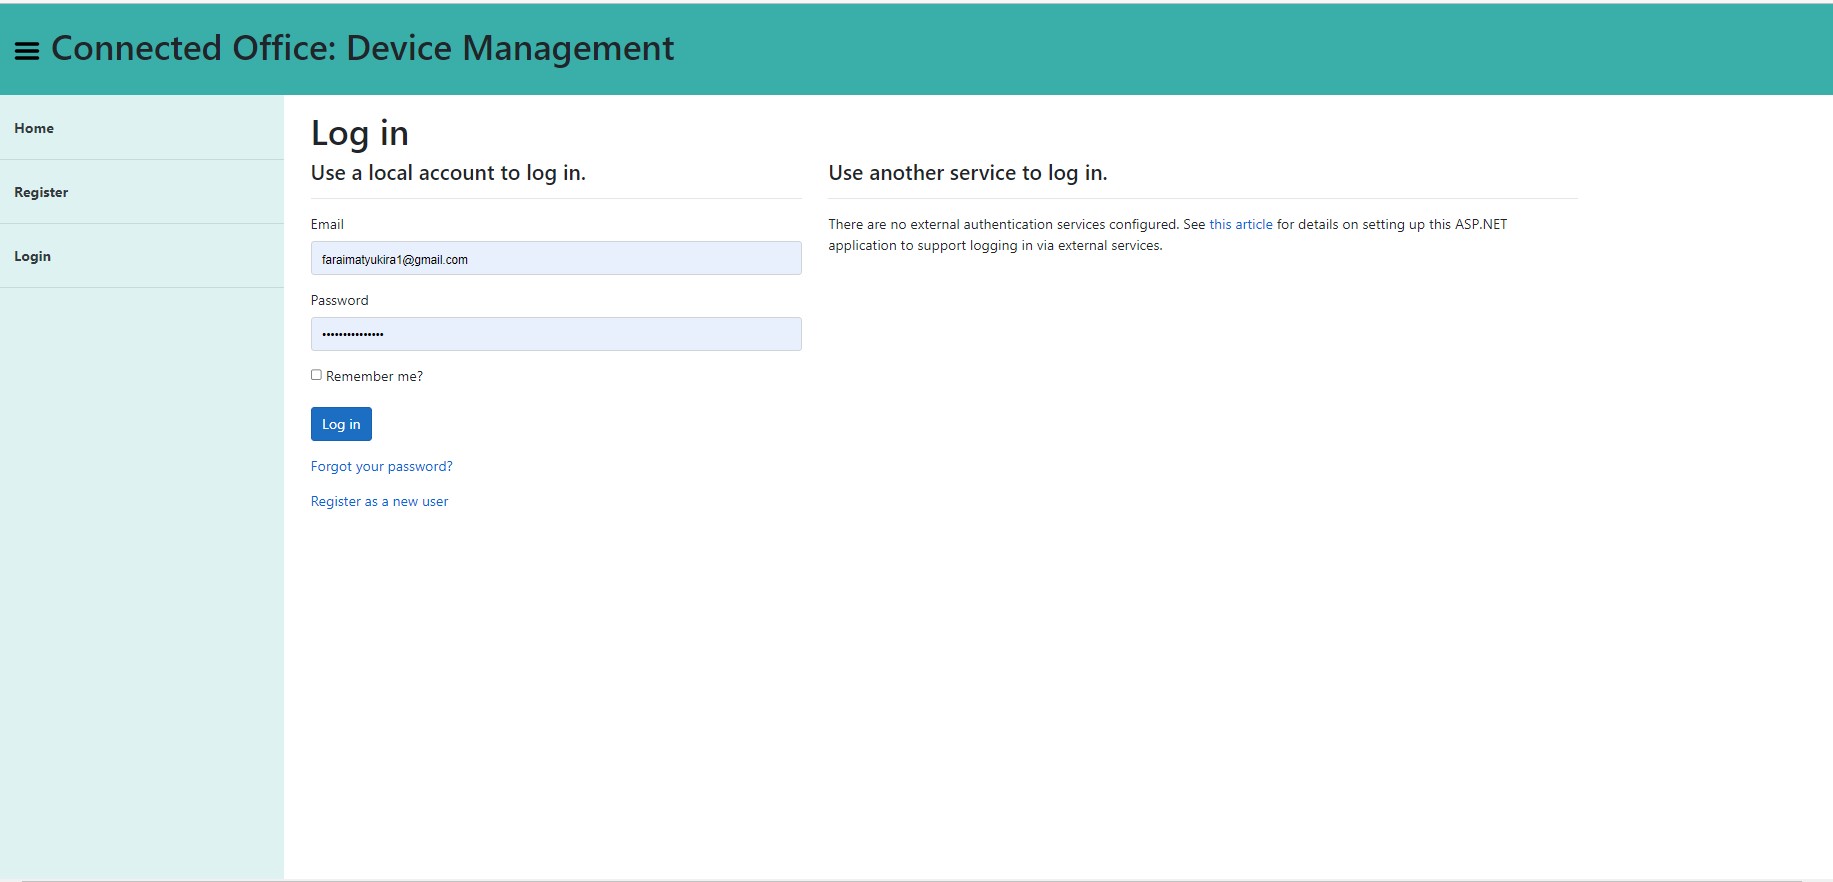 Connected Office: Device Management
Home
Register
Login
Log in
Use a local account to log in.
Email
faraimatyukira1@gmail.com
Password
•••••••••••••••
Remember me?
Log in
Forgot your password?
Register as a new user
Use another service to log in.
There are no external authentication services configured. See this article for details on setting up this ASP.NET
application to support logging in via external services.